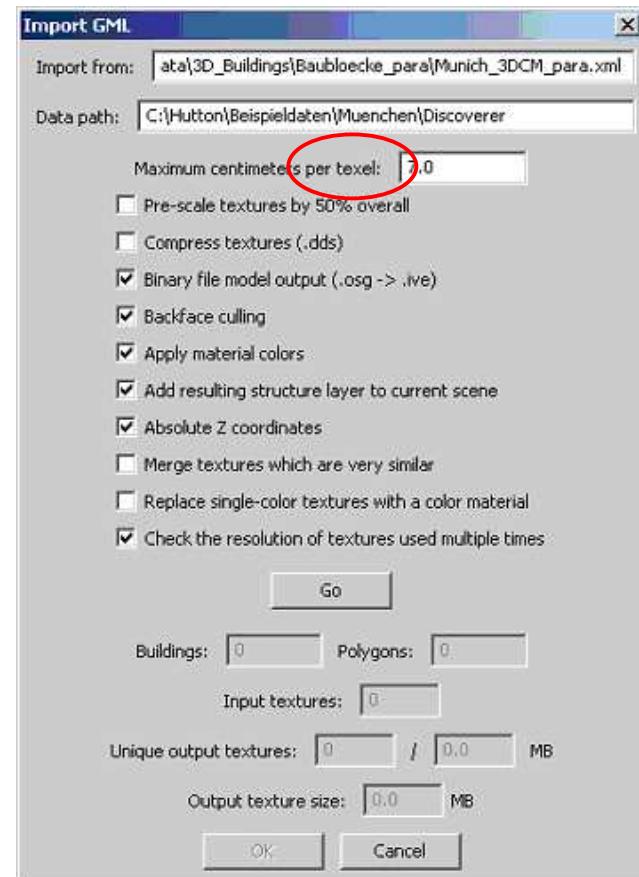 Import GML
Import from: ata\3D_Buildings\Baubloecke_para\Munich_3DCM_para.xml
Data path: C:\Hutton\Beispieldaten\Muenchen\Discoverer
Maximum centimeters per texel: 7.0
Pre-scale textures by 50% overall
Compress textures (.dds)
Binary file model output (.osg -> .ive)
Backface culling
Apply material colors
Add resulting structure layer to current scene
Absolute Z coordinates
Merge textures which are very similar
Replace single-color textures with a color material
Check the resolution of textures used multiple times
Go
Buildings: 0 Polygons: 0
Input textures: 0
Unique output textures: 0 / 0.0 MB
Output texture size: 0.0 MB
OK Cancel